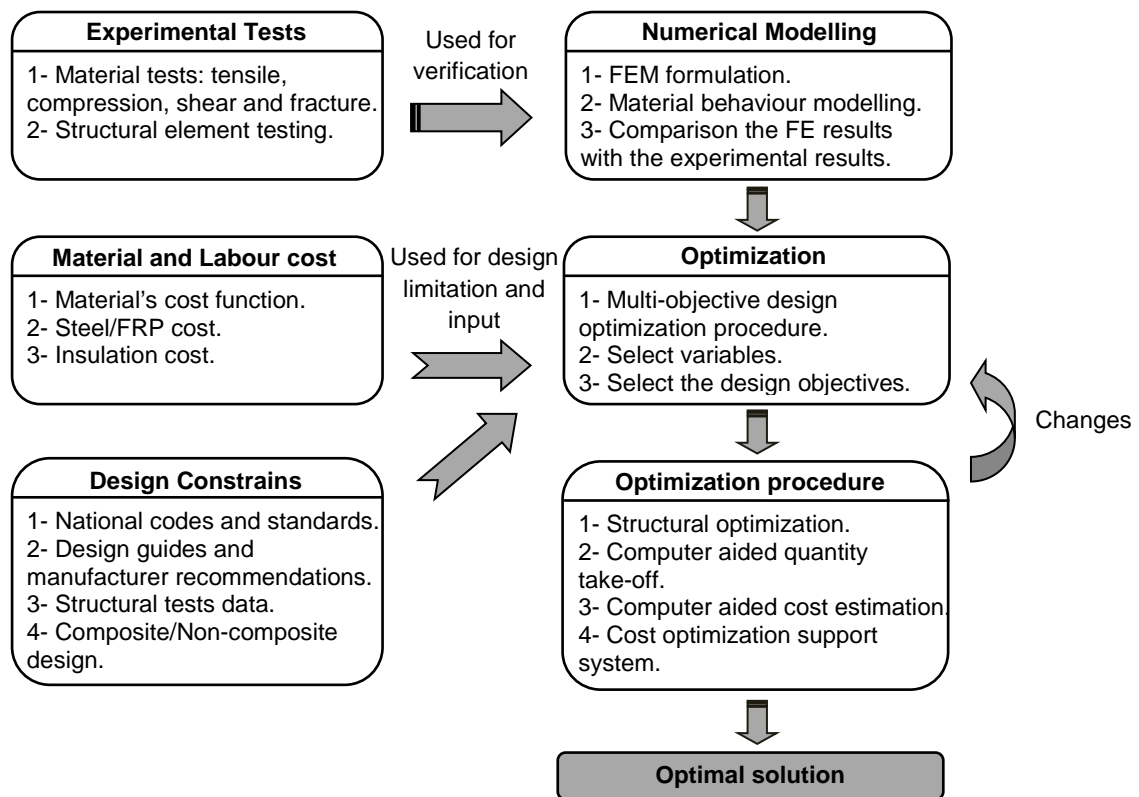 Experimental Tests
1- Material tests: tensile,
compression, shear and fracture.
2- Structural element testing.
Used for
verification
Numerical Modelling
1- FEM formulation.
2- Material behaviour modelling.
3- Comparison the FE results
with the experimental results.
Material and Labour cost
1- Material’s cost function.
2- Steel/FRP cost.
3- Insulation cost.
Used for design
limitation and
input
Optimization
1- Multi-objective design
optimization procedure.
2- Select variables.
3- Select the design objectives.
Changes
Design Constrains
1- National codes and standards.
2- Design guides and
manufacturer recommendations.
3- Structural tests data.
4- Composite/Non-composite
design.
Optimization procedure
1- Structural optimization.
2- Computer aided quantity
take-off.
3- Computer aided cost estimation.
4- Cost optimization support
system.
Optimal solution